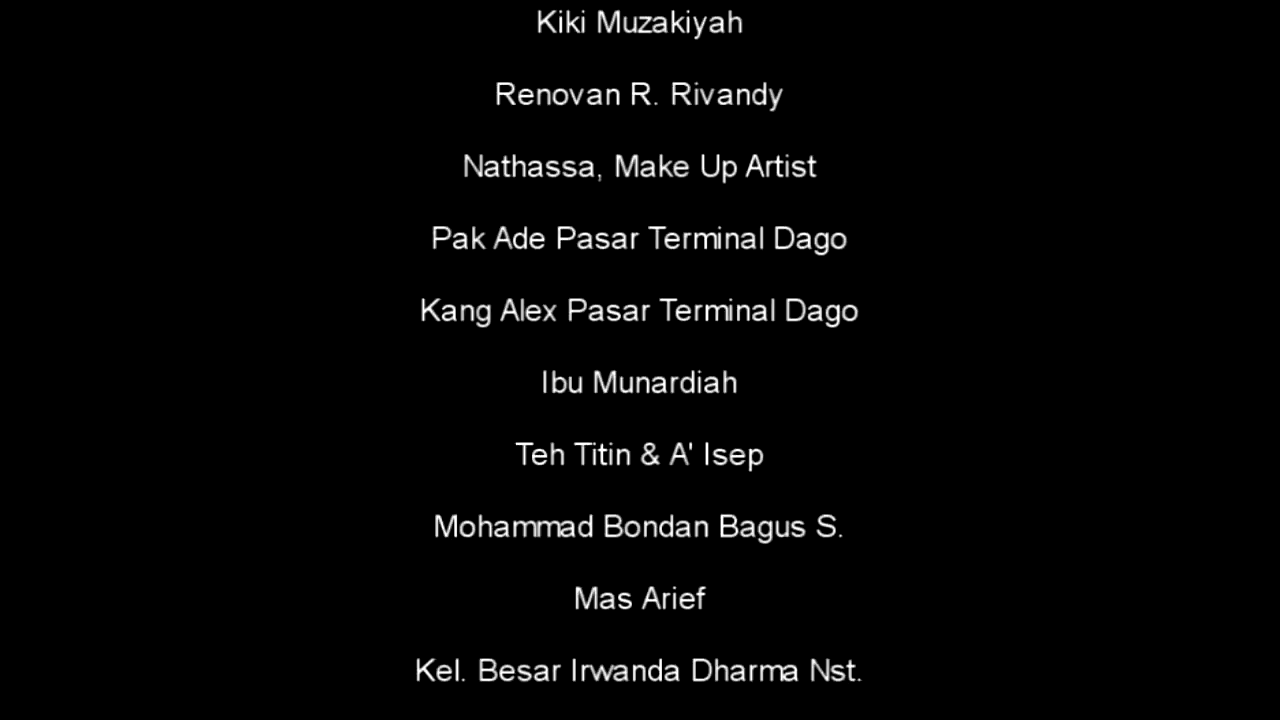 Kiki Muzakiyah
Renovan R. Rivandy
Nathassa, Make Up Artist
Pak Ade Pasar Terminal Dago
Kang Alex Pasar Terminal Dago
Ibu Munardiah
Teh Titin & A' Isep
Mohammad Bondan Bagus S.
Mas Arief
Kel. Besar Irwanda Dharma Nst.